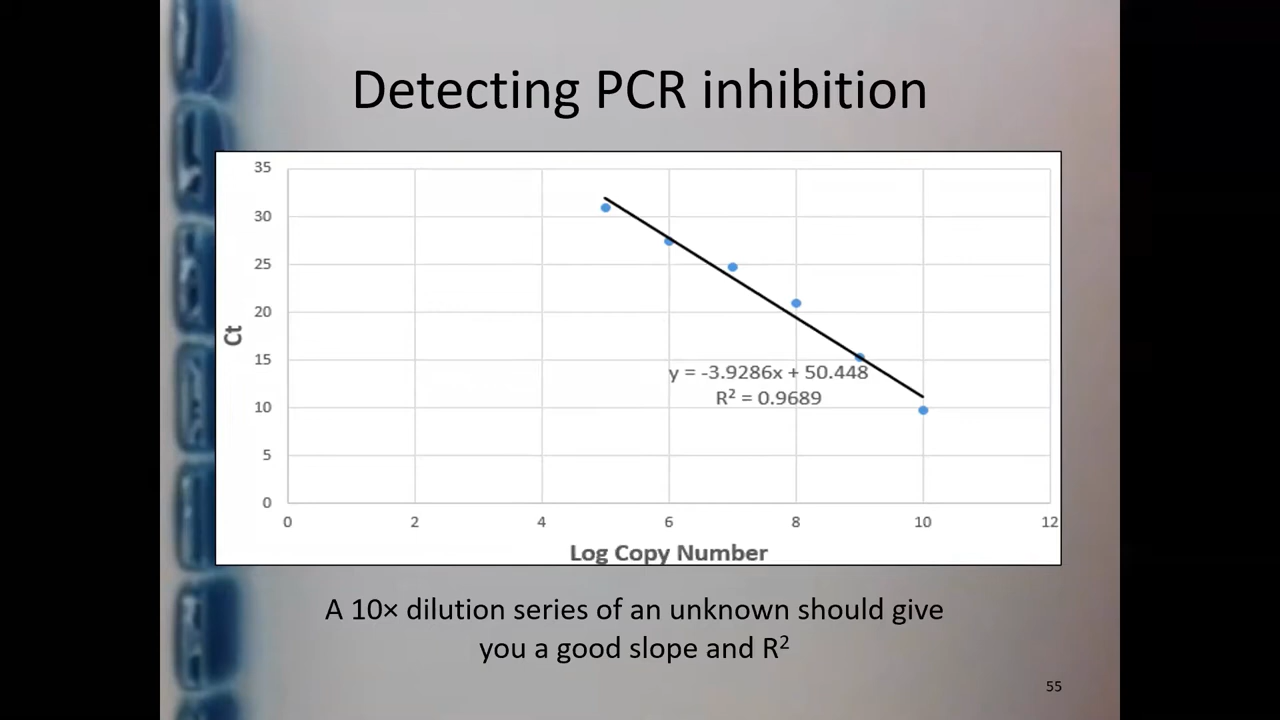 Detecting PCR inhibition
35
30
25
20
15
10
5
0
Ct
y = -3.9286x + 50.448
R² = 0.9689
0 2 4 6 8 10 12
Log Copy Number
A 10× dilution series of an unknown should give
you a good slope and R²
55